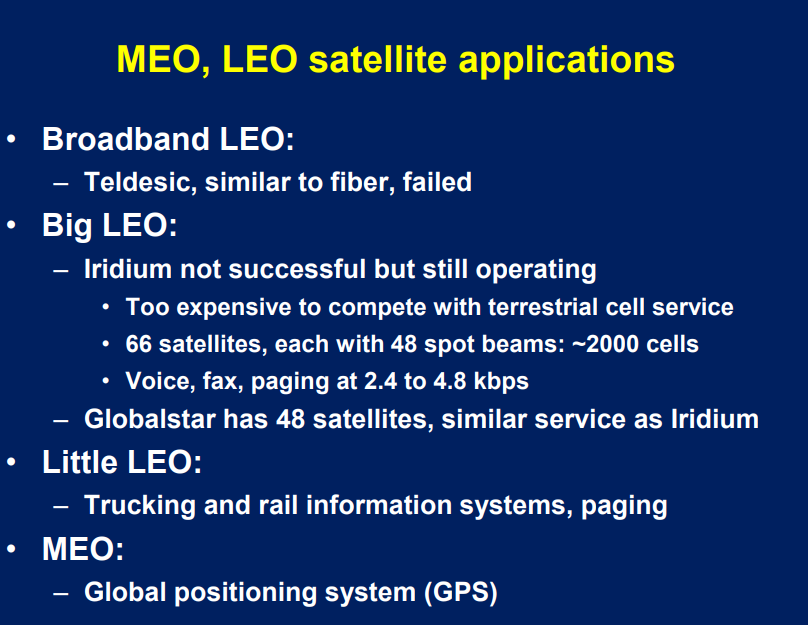 MEO, LEO satellite applications
• Broadband LEO:
– Teldesic, similar to fiber, failed
• Big LEO:
– Iridium not successful but still operating
• Too expensive to compete with terrestrial cell service
• 66 satellites, each with 48 spot beams: ~2000 cells
• Voice, fax, paging at 2.4 to 4.8 kbps
– Globalstar has 48 satellites, similar service as Iridium
• Little LEO:
– Trucking and rail information systems, paging
• MEO:
– Global positioning system (GPS)